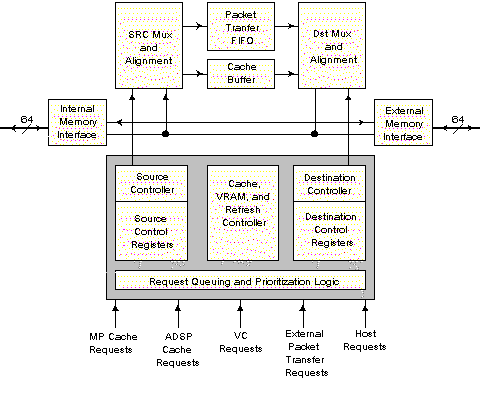 SRC Mux
and
Alignment
Packet
Tranfer
FIFO
Dst Mux
and
Alignment
Cache
Buffer
64
Internal
Memory
Interface
External
Memory
Interface
64
Source
Controller
Source
Control
Registers
Cache,
VRAM, and
Refresh
Controller
Destination
Controller
Destination
Control
Registers
Request Queuing and Prioritization Logic
MP Cache
Requests
ADSP
Cache
Requests
VC
Requests
External
Packet
Transfer
Requests
Host
Requests